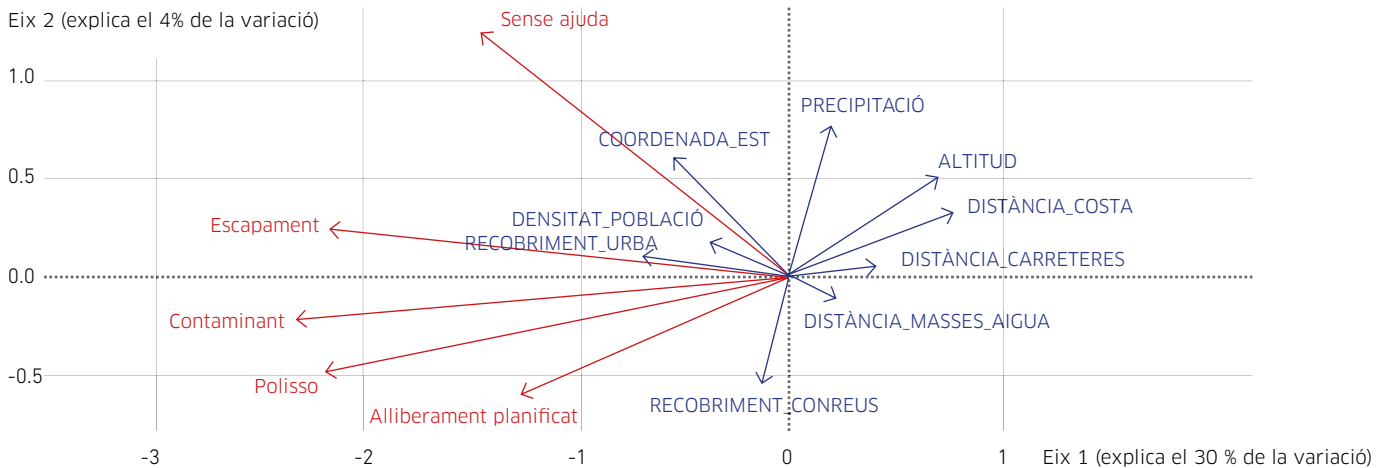 Eix 2 (explica el 4% de la variació)
Sense ajuda
1.0
PRECIPITACIÓ
COORDENADA_EST
ALTITUD
0.5
DISTÀNCIA_COSTA
Escapament
DENSITAT_POBLACIÓ
RECOBRIMENT_URBA
DISTÀNCIA_CARRETERES
0.0
Contaminant
DISTÀNCIA_MASSES_AIGUA
-0.5
Polisso
Alliberament planificat
RECOBRIMENT_CONREUS
-3
-2
-1
0
1
Eix 1 (explica el 30 % de la variació)